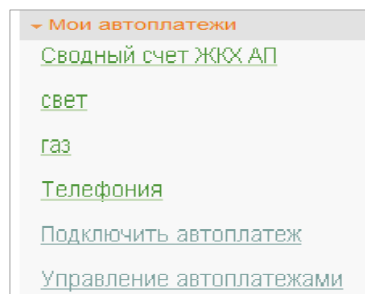 Мои автоплатежи
Сводный счет ЖКХ АП
свет
газ
Телефония
Подключить автоплатеж
Управление автоплатежами